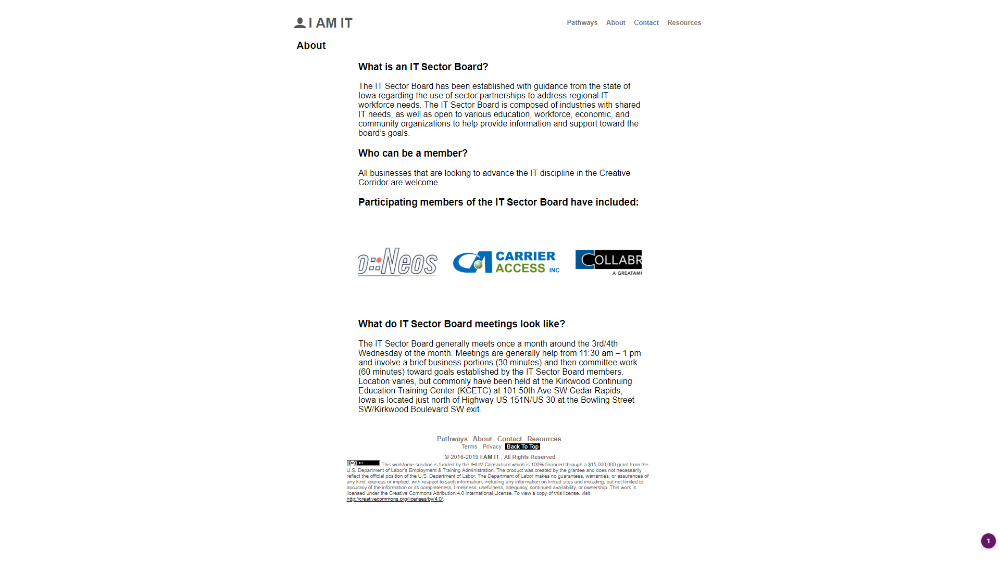 I AM IT
Pathways About Contact Resources
About
What is an IT Sector Board?
The IT Sector Board has been established with guidance from the state of
Iowa regarding the use of sector partnerships to address regional IT
workforce needs. The IT Sector Board is composed of industries with shared
IT needs, as well as open to various education, workforce, economic, and
community organizations to help provide information and support toward the
board’s goals.
Who can be a member?
All businesses that are looking to advance the IT discipline in the Creative
Corridor are welcome.
Participating members of the IT Sector Board have included:
o::Neos
CARRIER
ACCESS INC
COLLABR
A GREATAM
What do IT Sector Board meetings look like?
The IT Sector Board generally meets once a month around the 3rd/4th
Wednesday of the month. Meetings are generally help from 11:30 am – 1 pm
and involve a brief business portions (30 minutes) and then committee work
(60 minutes) toward goals established by the IT Sector Board members.
Location varies, but commonly have been held at the Kirkwood Continuing
Education Training Center (KCETC) at 101 50th Ave SW Cedar Rapids,
Iowa is located just north of Highway US 151N/US 30 at the Bowling Street
SW/Kirkwood Boulevard SW exit.
Pathways About Contact Resources
Terms Privacy Back To Top
© 2016-2019 I AM IT., All Rights Reserved
cc BY This workforce solution is funded by the IHUM Consortium which is 100% financed through a $15,000,000 grant from the
U.S. Department of Labor's Employment & Training Administration. The product was created by the grantee and does not necessarily
reflect the official position of the U.S. Department of Labor. The Department of Labor makes no guarantees, warranties, or assurances of
any kind, express or implied, with respect to such information, including any information on linked sites and including, but not limited to,
accuracy of the information or its completeness, timeliness, usefulness, adequacy, continued availability, or ownership. This work is
licensed under the Creative Commons Attribution 4.0 International License. To view a copy of this license, visit
http://creativecommons.org/licenses/by/4.0/.
1